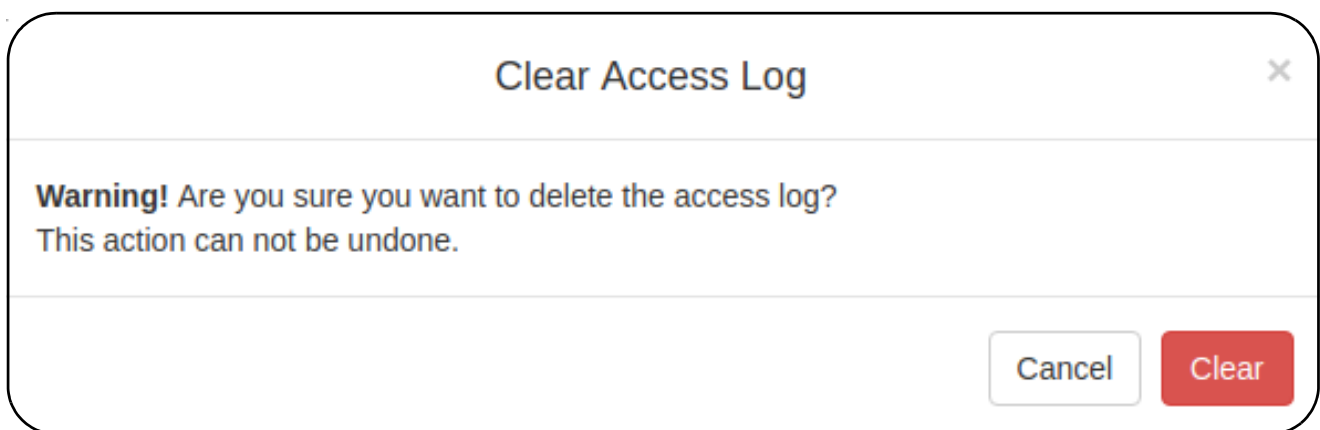 Clear Access Log
×
Warning! Are you sure you want to delete the access log?
This action can not be undone.
Cancel
Clear